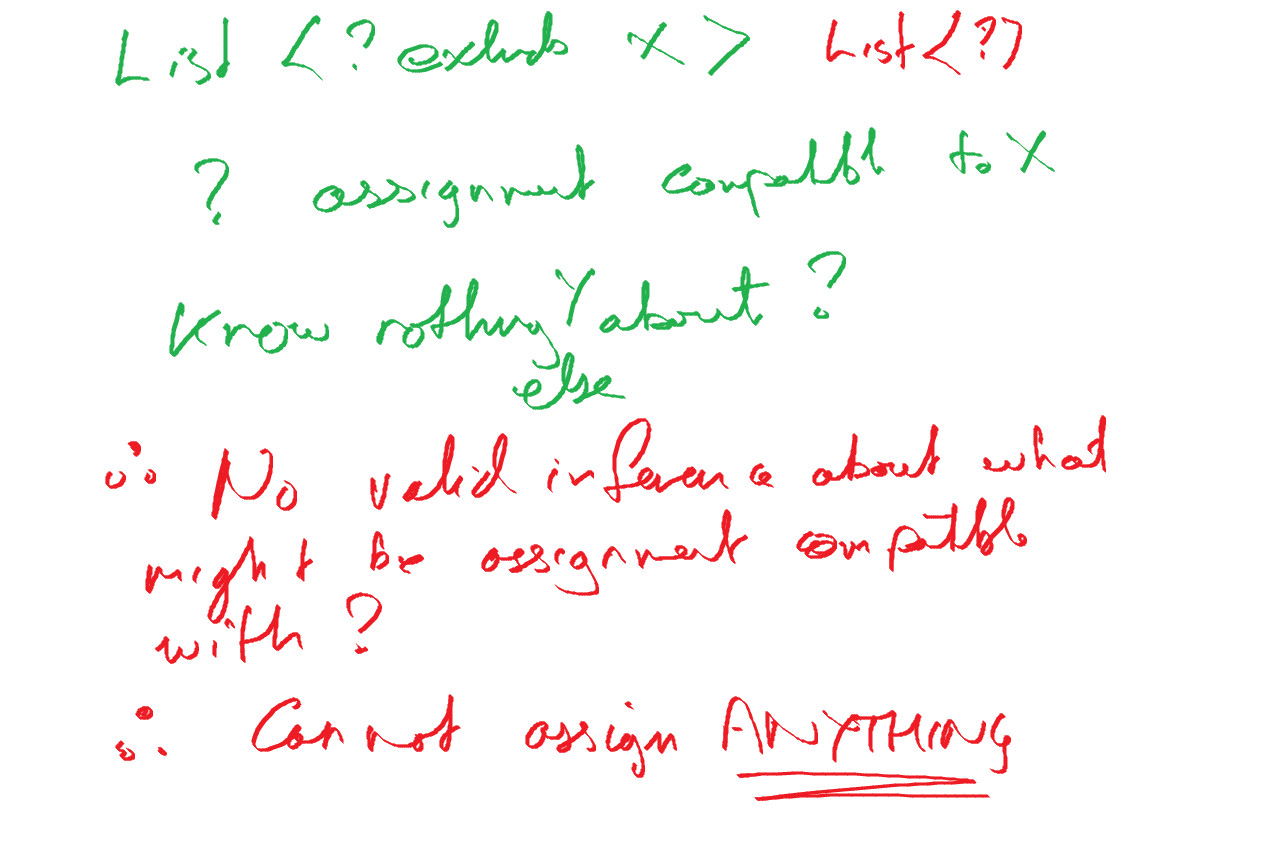 List <? extends X> List<?>
? assignment compatible to X
Know nothing about ?
else
∴ No valid inference about what
might be assignment compatible
with ?
∴ Cannot assign ANYTHING